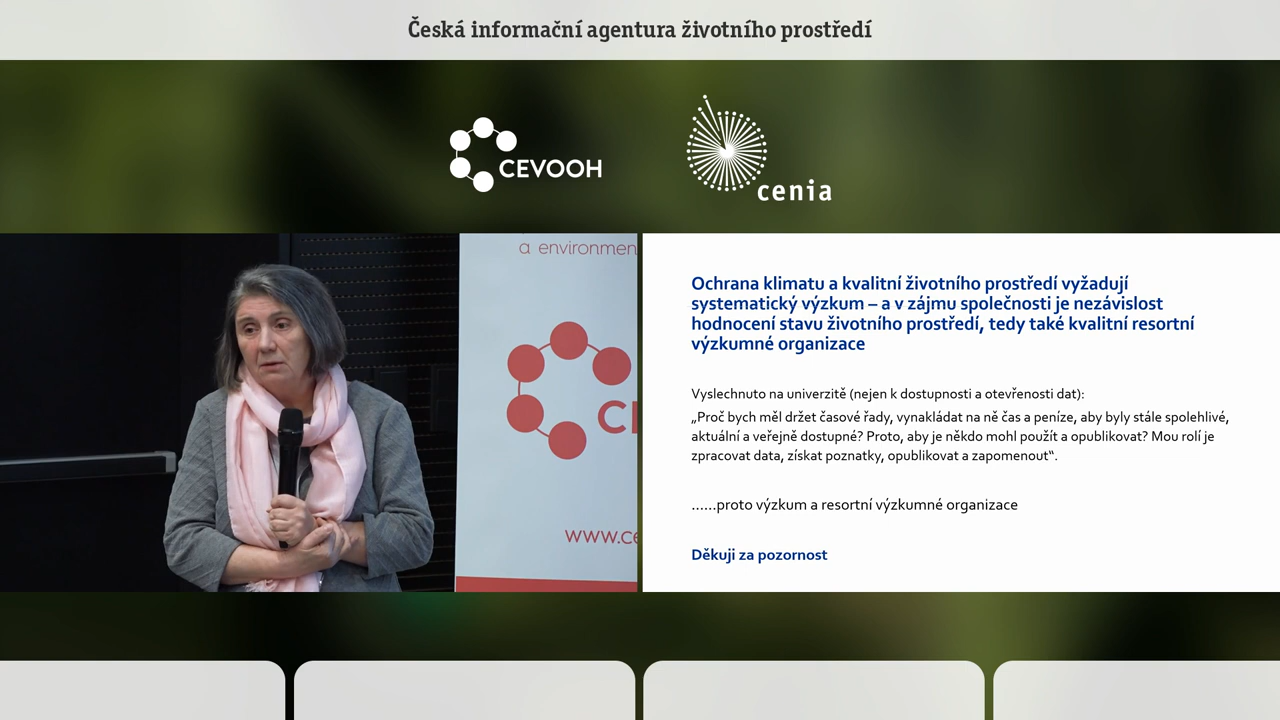 Česká informační agentura životního prostředí
CEVOOH
cenia
a environmen
www.ce
Ochrana klimatu a kvalitní životního prostředí vyžadují
systematický výzkum – a v zájmu společnosti je nezávislost
hodnocení stavu životního prostředí, tedy také kvalitní resortní
výzkumné organizace
Vyslechnuto na univerzitě (nejen k dostupnosti a otevřenosti dat):
„Proč bych měl držet časové řady, vynakládat na ně čas a peníze, aby byly stále spolehlivé,
aktuální a veřejně dostupné? Proto, aby je někdo mohl použít a opublikovat? Mou rolí je
zpracovat data, získat poznatky, opublikovat a zapomenout“.
......proto výzkum a resortní výzkumné organizace
Děkuji za pozornost